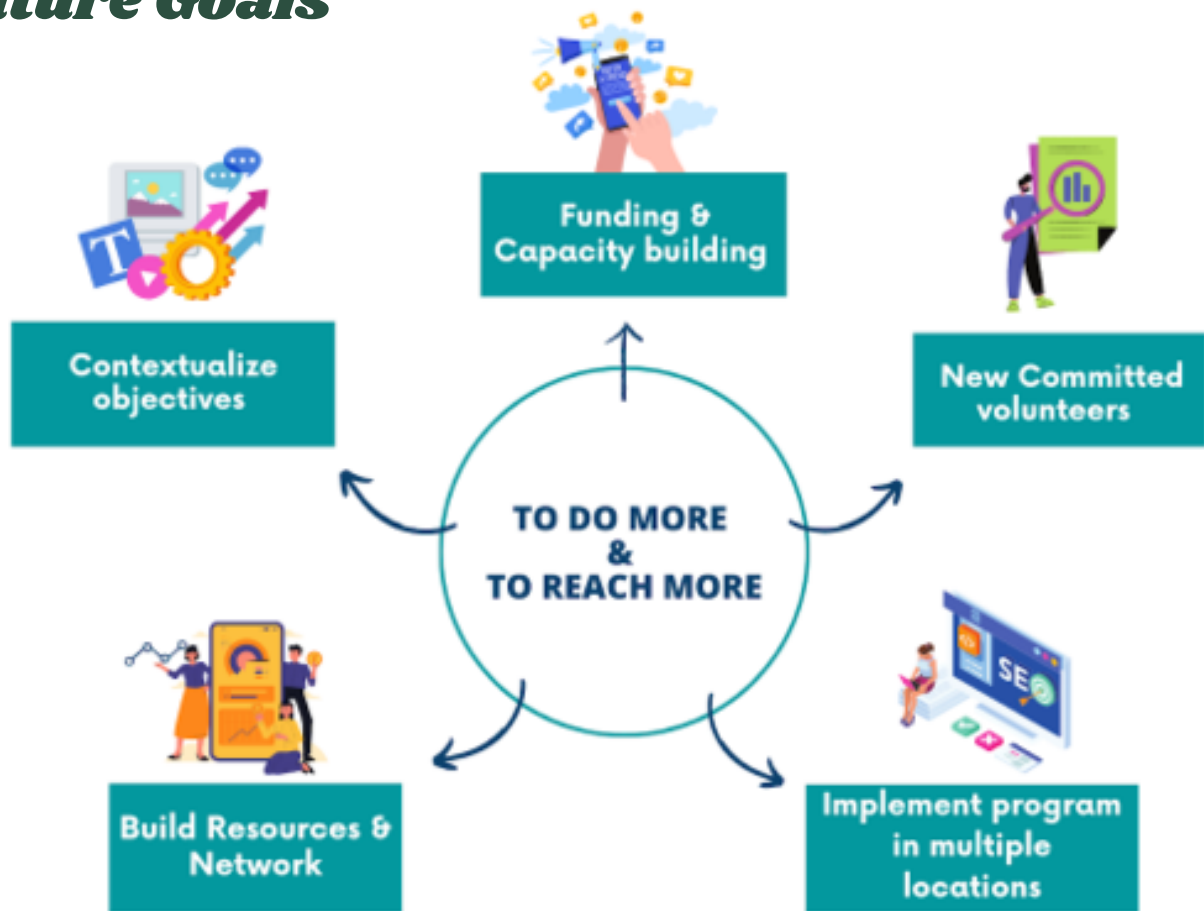 Goals
Funding &
Capacity building
Contextualize
objectives
New Committed
volunteers
TO DO MORE
&
TO REACH MORE
T
SEO
Build Resources &
Network
Implement program
in multiple
locations